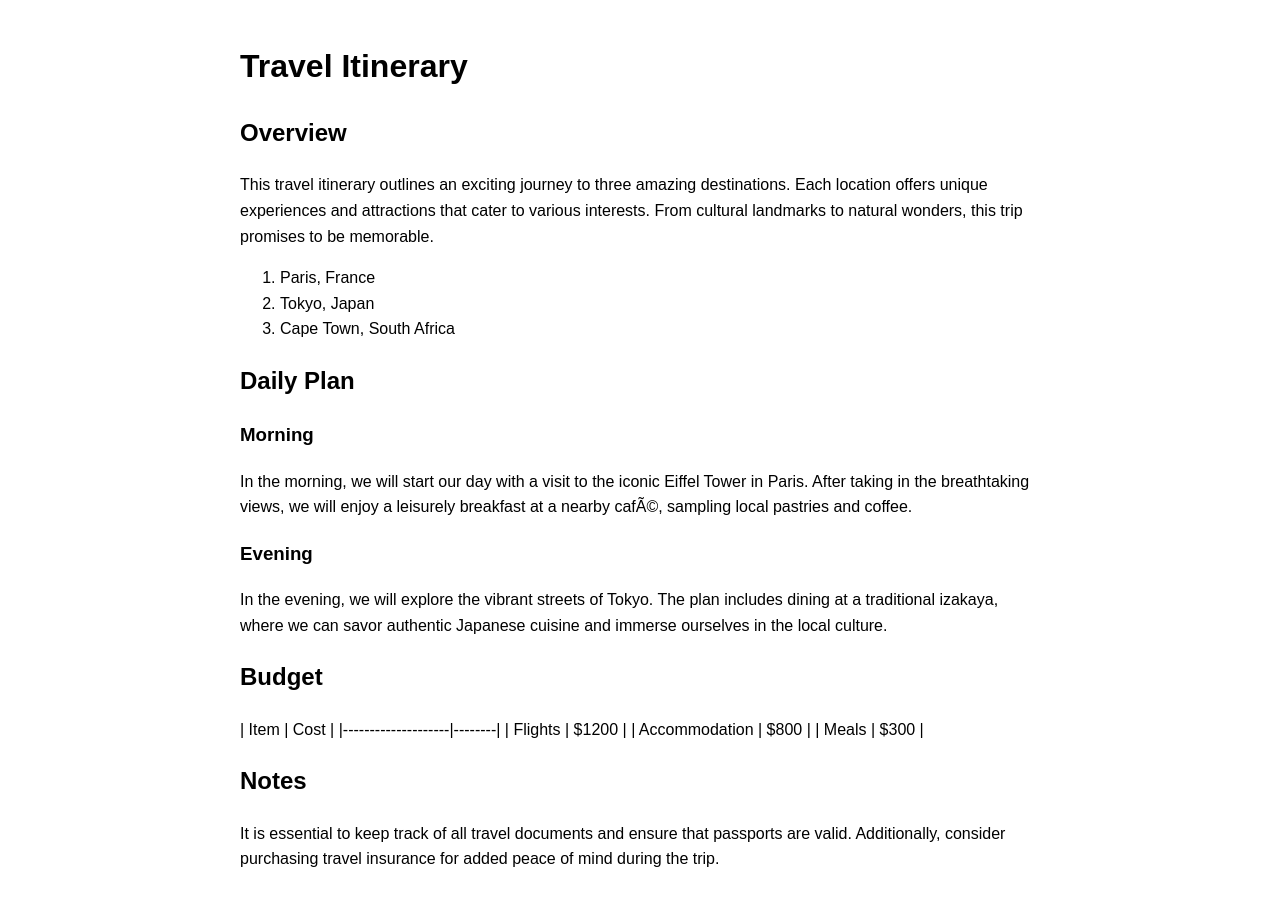 Travel Itinerary
Overview
This travel itinerary outlines an exciting journey to three amazing destinations. Each location offers unique
experiences and attractions that cater to various interests. From cultural landmarks to natural wonders, this trip
promises to be memorable.
1. Paris, France
2. Tokyo, Japan
3. Cape Town, South Africa
Daily Plan
Morning
In the morning, we will start our day with a visit to the iconic Eiffel Tower in Paris. After taking in the breathtaking
views, we will enjoy a leisurely breakfast at a nearby cafÃ©, sampling local pastries and coffee.
Evening
In the evening, we will explore the vibrant streets of Tokyo. The plan includes dining at a traditional izakaya,
where we can savor authentic Japanese cuisine and immerse ourselves in the local culture.
Budget
| Item | Cost | |--------------------|--------| | Flights | $1200 | | Accommodation | $800 | | Meals | $300 |
Notes
It is essential to keep track of all travel documents and ensure that passports are valid. Additionally, consider
purchasing travel insurance for added peace of mind during the trip.